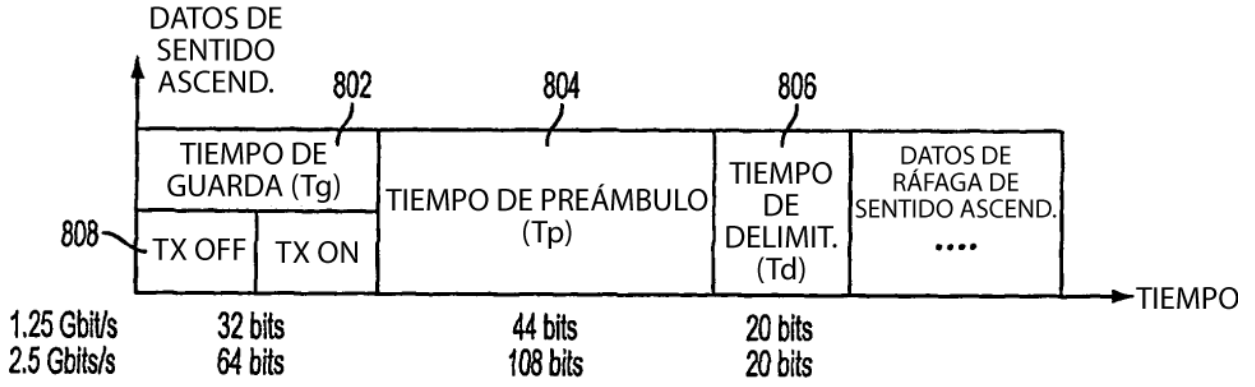 DATOS DE
SENTIDO
ASCEND.
802
804
806
TIEMPO DE
GUARDA (Tg)
TIEMPO DE PREÁMBULO
(Tp)
TIEMPO
DE
DELIMIT.
(Td)
DATOS DE
RÁFAGA DE
SENTIDO ASCEND.
....
808
TX OFF
TX ON
TIEMPO
1.25 Gbit/s 32 bits 44 bits 20 bits
2.5 Gbits/s 64 bits 108 bits 20 bits